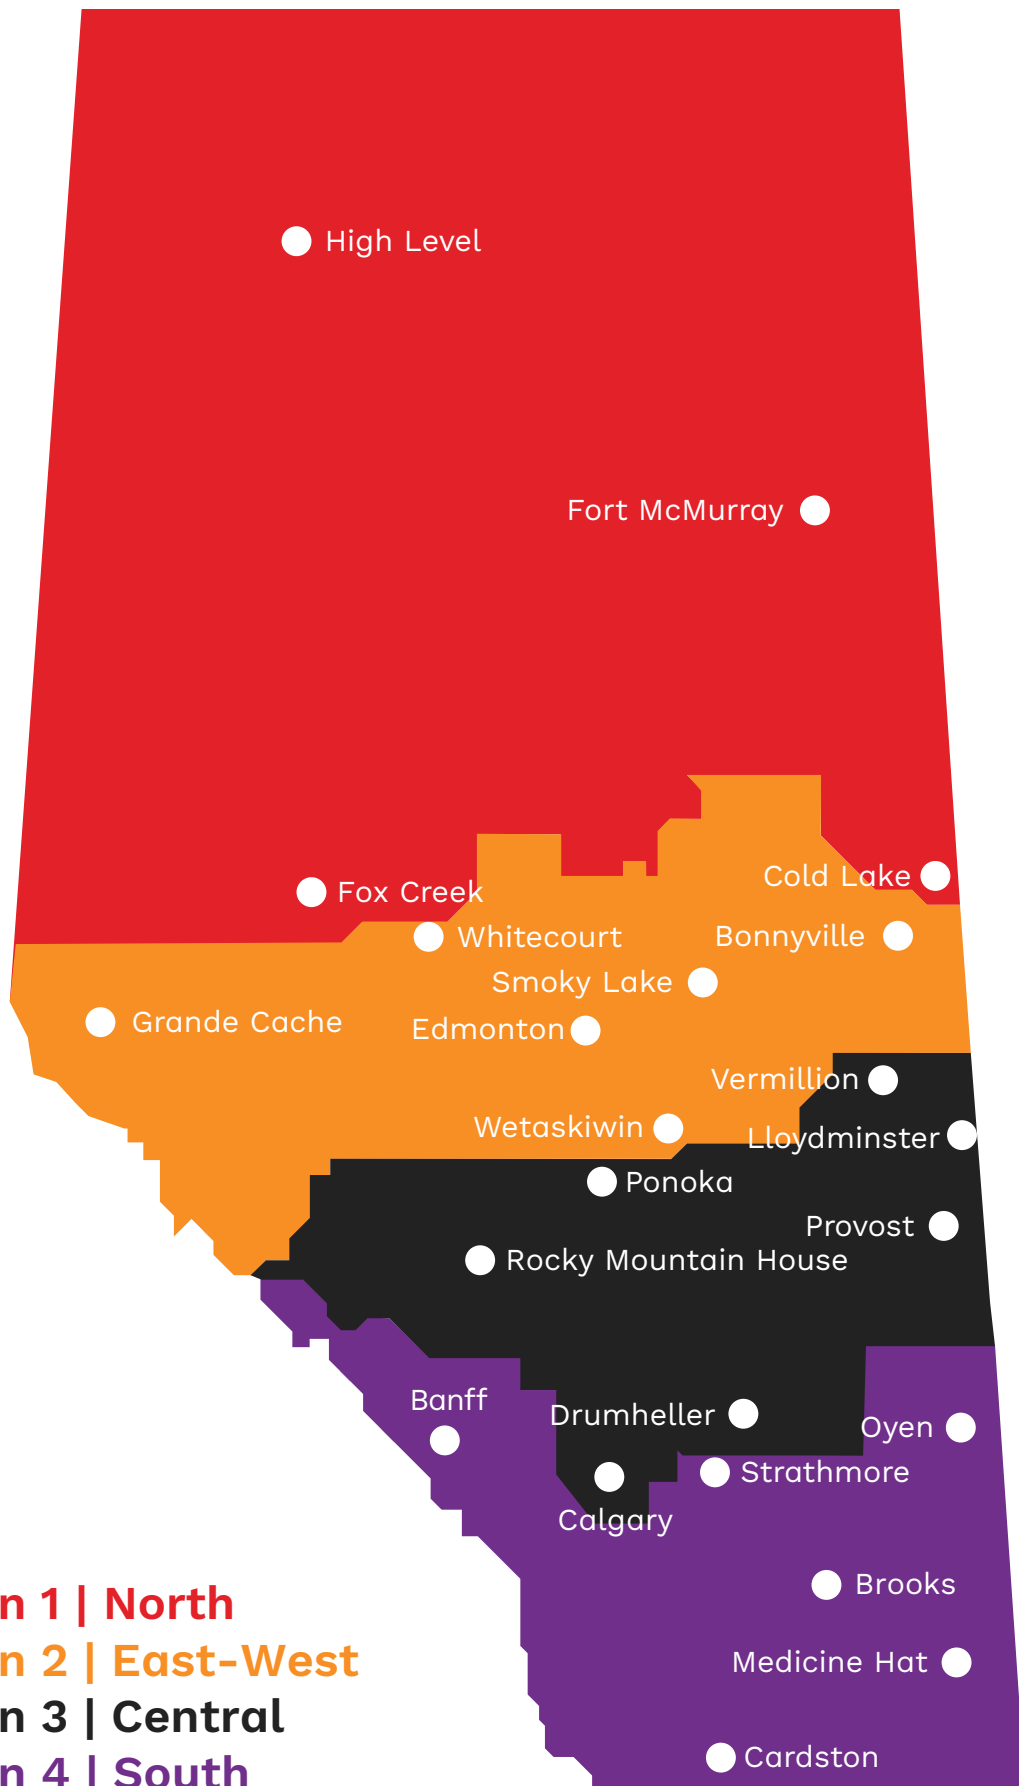 High Level
Fort McMurray
Cold Lake
Fox Creek
Whitecourt
Bonnyville
Smoky Lake
Grande Cache
Edmonton
Vermillion
Wetaskiwin
Lloydminster
Ponoka
Provost
Rocky Mountain House
Banff
Drumheller
Oyen
Strathmore
Calgary
Brooks
Medicine Hat
Cardston
n 1 | North
n 2 | East-West
n 3 | Central
n 4 | South